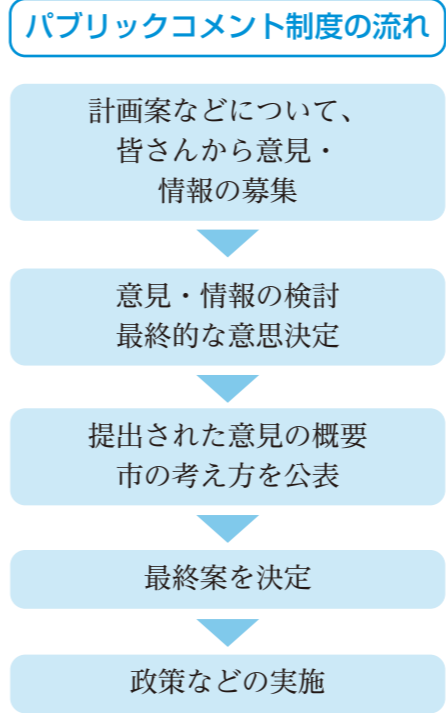 パブリックコメント制度の流れ
計画案などについて、
皆さんから意見・
情報の募集
意見・情報の検討
最終的な意思決定
提出された意見の概要
市の考え方を公表
最終案を決定
政策などの実施